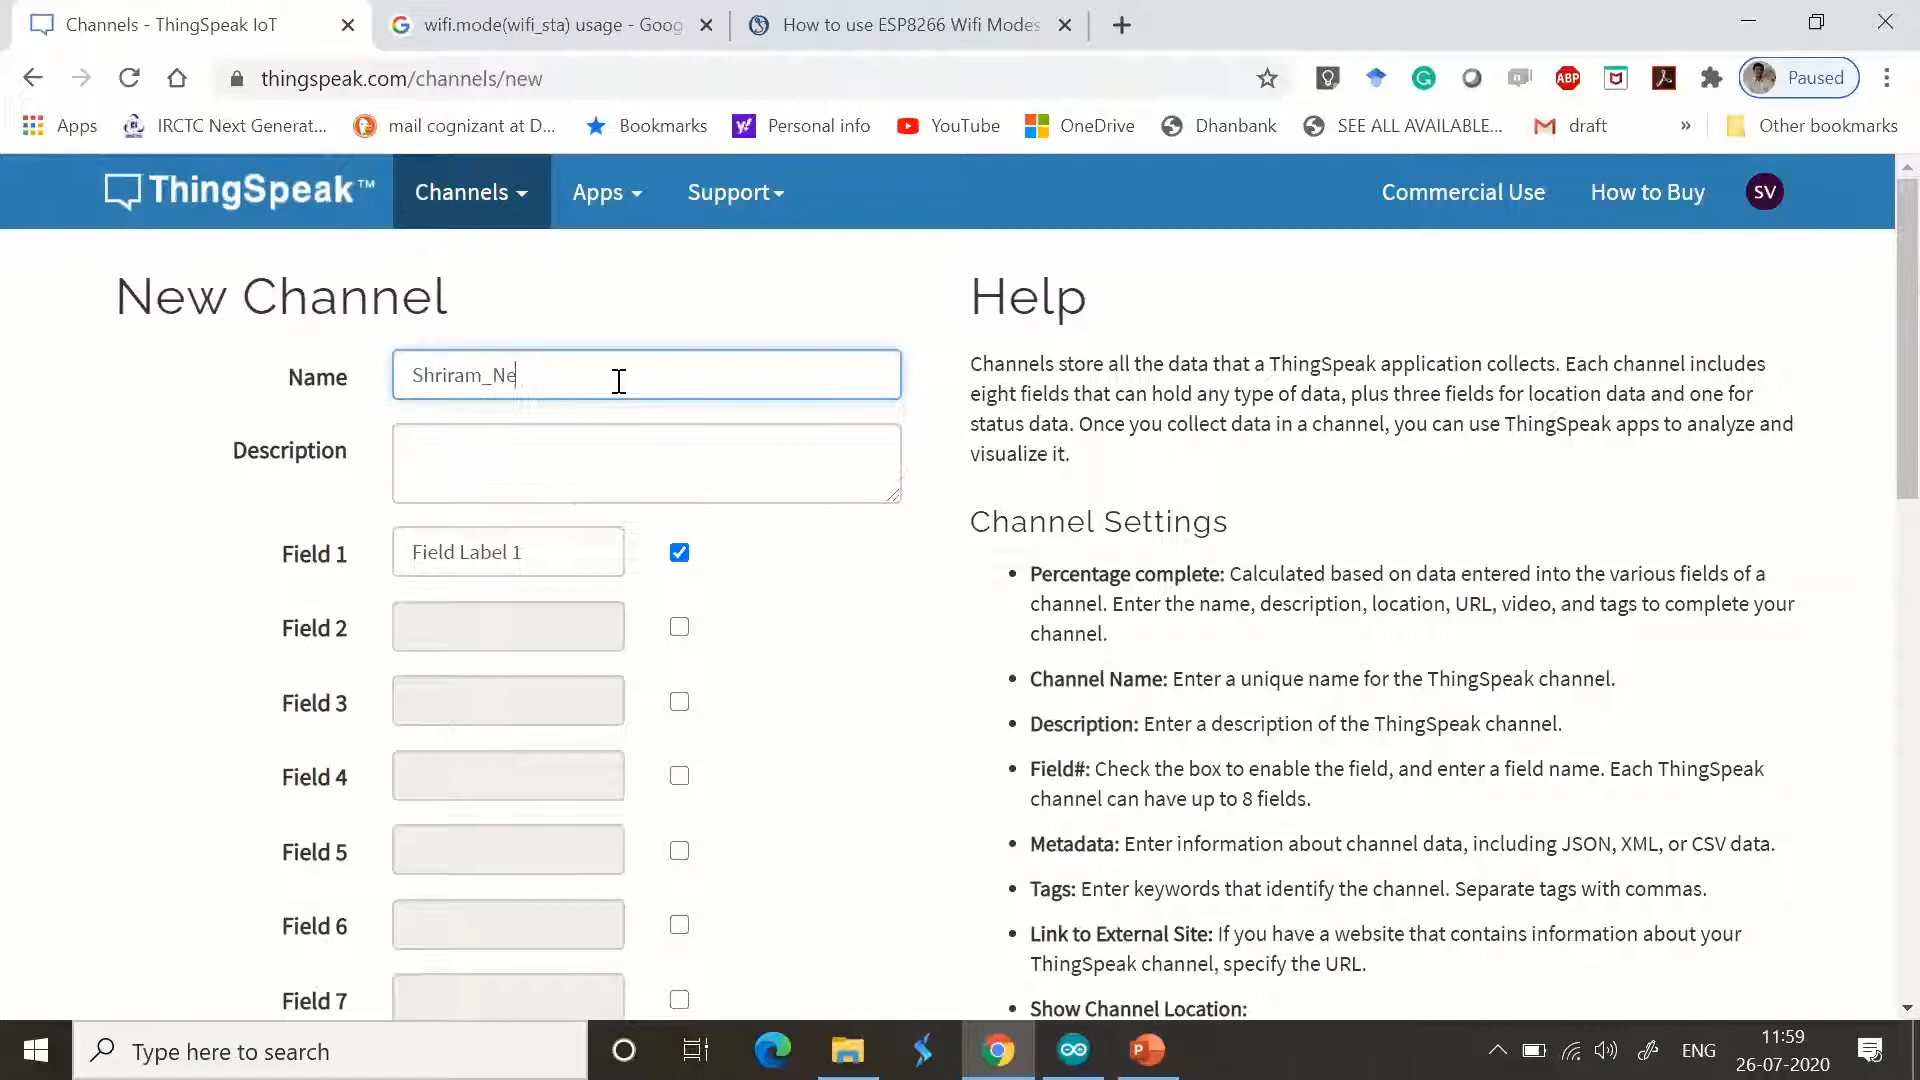 Channels - ThingSpeak IoT
wifi.mode(wifi_sta) usage - Goog
How to use ESP8266 Wifi Modes
thingspeak.com/channels/new
ABP
Paused
Apps
IRCTC Next Generat...
mail cognizant at D...
Bookmarks
Personal info
YouTube
OneDrive
Dhanbank
SEE ALL AVAILABLE...
draft
»
Other bookmarks
ThingSpeak™
Channels
Apps
Support
Commercial Use
How to Buy
SV
New Channel
Name
Shriram_Ne
Description
Field 1
Field Label 1
Field 2
Field 3
Field 4
Field 5
Field 6
Field 7
Help
Channels store all the data that a ThingSpeak application collects. Each channel includes
eight fields that can hold any type of data, plus three fields for location data and one for
status data. Once you collect data in a channel, you can use ThingSpeak apps to analyze and
visualize it.
Channel Settings
• Percentage complete: Calculated based on data entered into the various fields of a
channel. Enter the name, description, location, URL, video, and tags to complete your
channel.
• Channel Name: Enter a unique name for the ThingSpeak channel.
• Description: Enter a description of the ThingSpeak channel.
• Field#: Check the box to enable the field, and enter a field name. Each ThingSpeak
channel can have up to 8 fields.
• Metadata: Enter information about channel data, including JSON, XML, or CSV data.
• Tags: Enter keywords that identify the channel. Separate tags with commas.
• Link to External Site: If you have a website that contains information about your
ThingSpeak channel, specify the URL.
• Show Channel Location:
Type here to search
ENG
11:59
26-07-2020